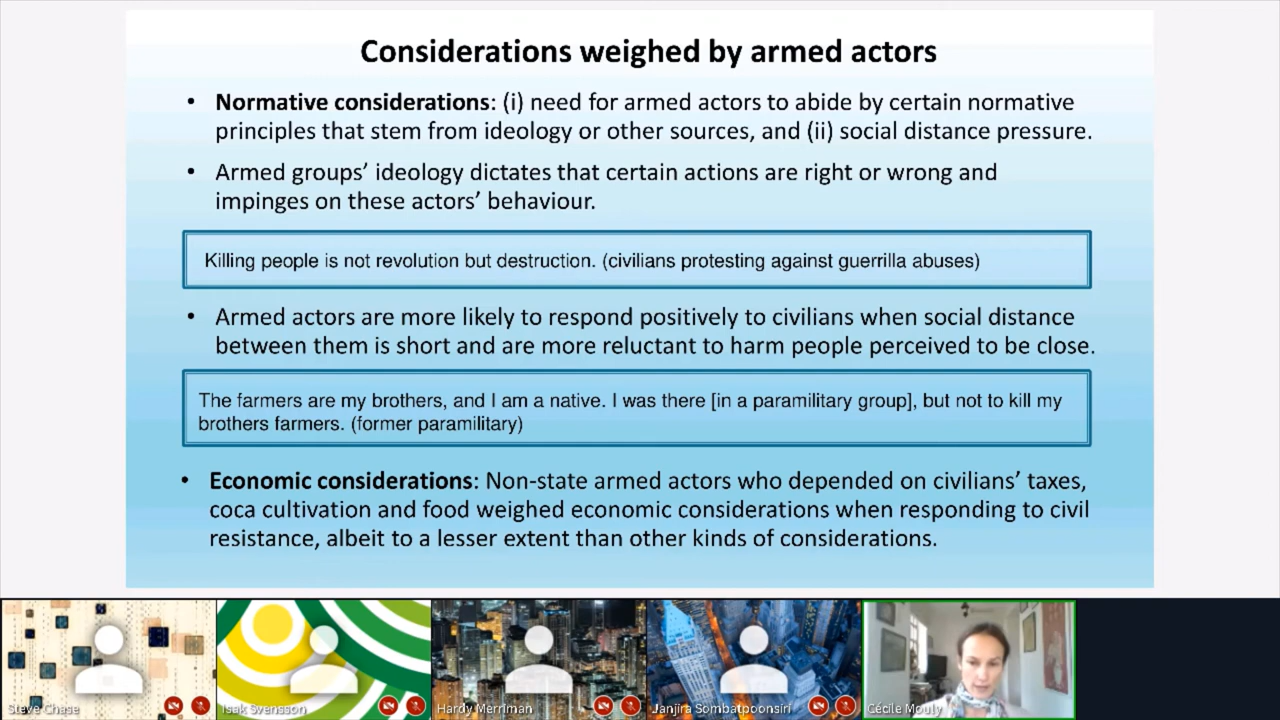 Considerations weighed by armed actors
• Normative considerations: (i) need for armed actors to abide by certain normative
principles that stem from ideology or other sources, and (ii) social distance pressure.
• Armed groups’ ideology dictates that certain actions are right or wrong and
impinges on these actors’ behaviour.
Killing people is not revolution but destruction. (civilians protesting against guerrilla abuses)
• Armed actors are more likely to respond positively to civilians when social distance
between them is short and are more reluctant to harm people perceived to be close.
The farmers are my brothers, and I am a native. I was there [in a paramilitary group], but not to kill my
brothers farmers. (former paramilitary)
• Economic considerations: Non-state armed actors who depended on civilians’ taxes,
coca cultivation and food weighed economic considerations when responding to civil
resistance, albeit to a lesser extent than other kinds of considerations.
Steve Chase
Isak Svensson
Hardy Merriman
Janjira Sombatpoonsiri
Cécile Mouly